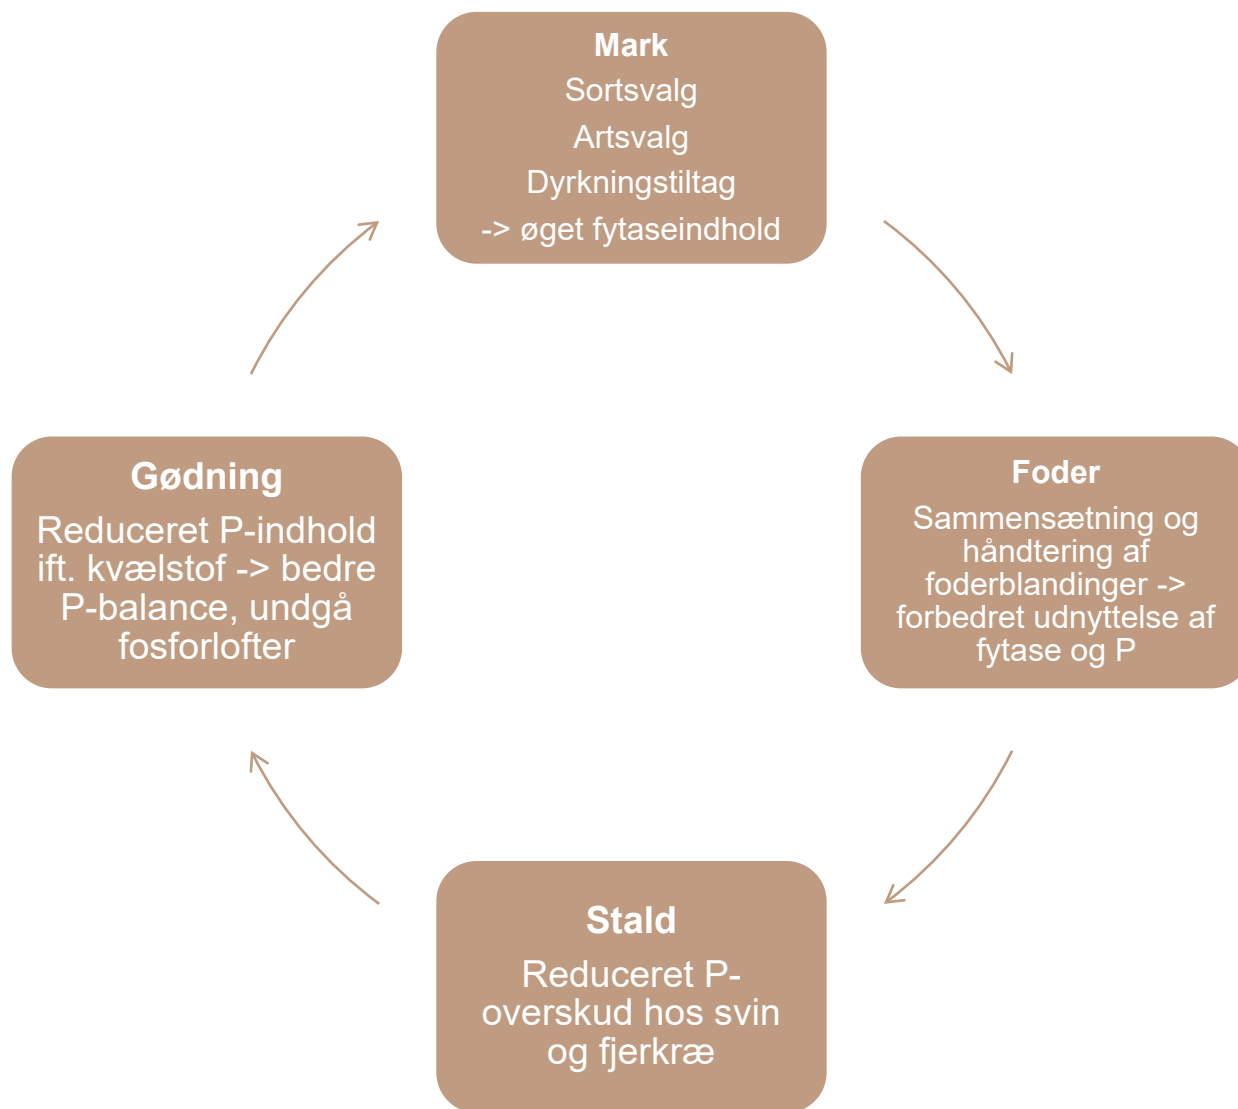 Mark
Sortsvalg
Artsvalg
Dyrkningstiltag
-> øget fytaseindhold
Gødning
Reduceret P-indhold
ift. kvælstof -> bedre
P-balance, undgå
fosforlofter
Foder
Sammensætning og
håndtering af
foderblandinger ->
forbedret udnyttelse af
fytase og P
Stald
Reduceret P-
overskud hos svin
og fjerkræ